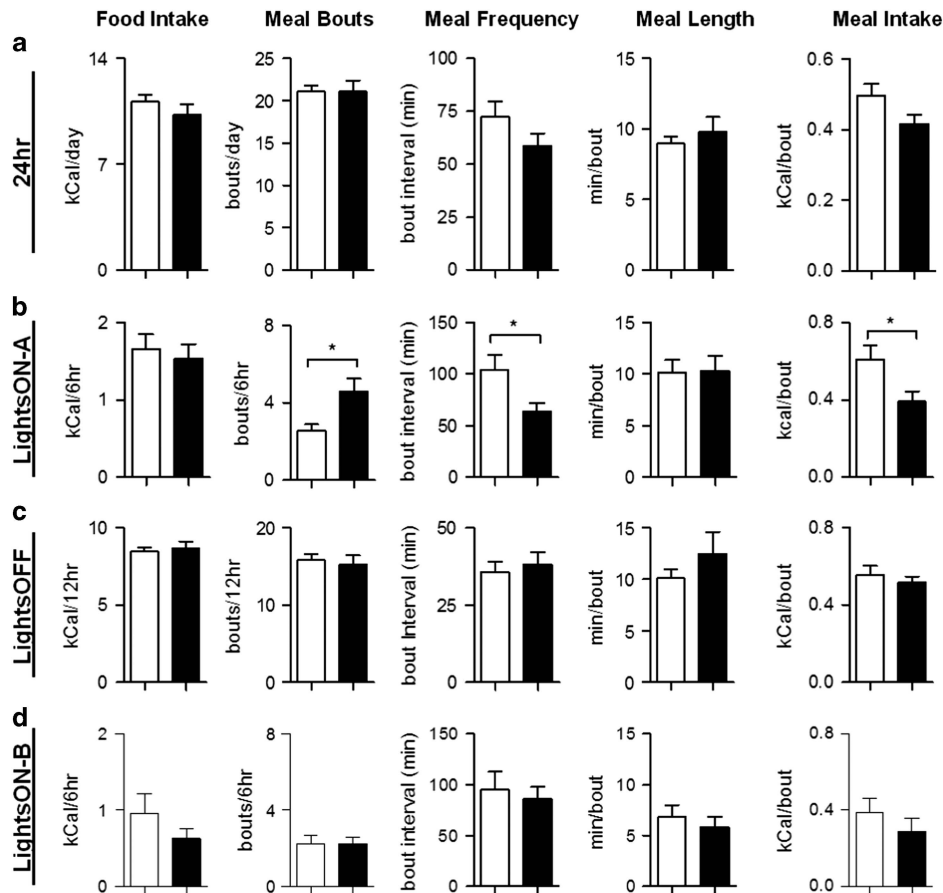 Food Intake Meal Bouts Meal Frequency Meal Length Meal Intake
a
24hr
kCal/day
14
7
0
bouts/day
25
20
15
10
5
0
bout interval (min)
100
75
50
25
0
min/bout
15
10
5
0
kCal/bout
0.6
0.4
0.2
0.0
b
LightsON-A
kCal/6hr
2
1
0
bouts/6hr
8
4
0
*
bout interval (min)
150
100
50
0
*
min/bout
15
10
5
0
kcal/bout
0.8
0.4
0.0
*
c
LightsOFF
kCal/12hr
10
5
0
bouts/12hr
20
10
0
bout Interval (min)
50
25
0
min/bout
15
10
5
0
kCal/bout
0.8
0.4
0.0
d
LightsON-B
kCal/6hr
2
1
0
bouts/6hr
8
4
0
bout interval (min)
150
100
50
0
min/bout
15
10
5
0
kCal/bout
0.8
0.4
0.0